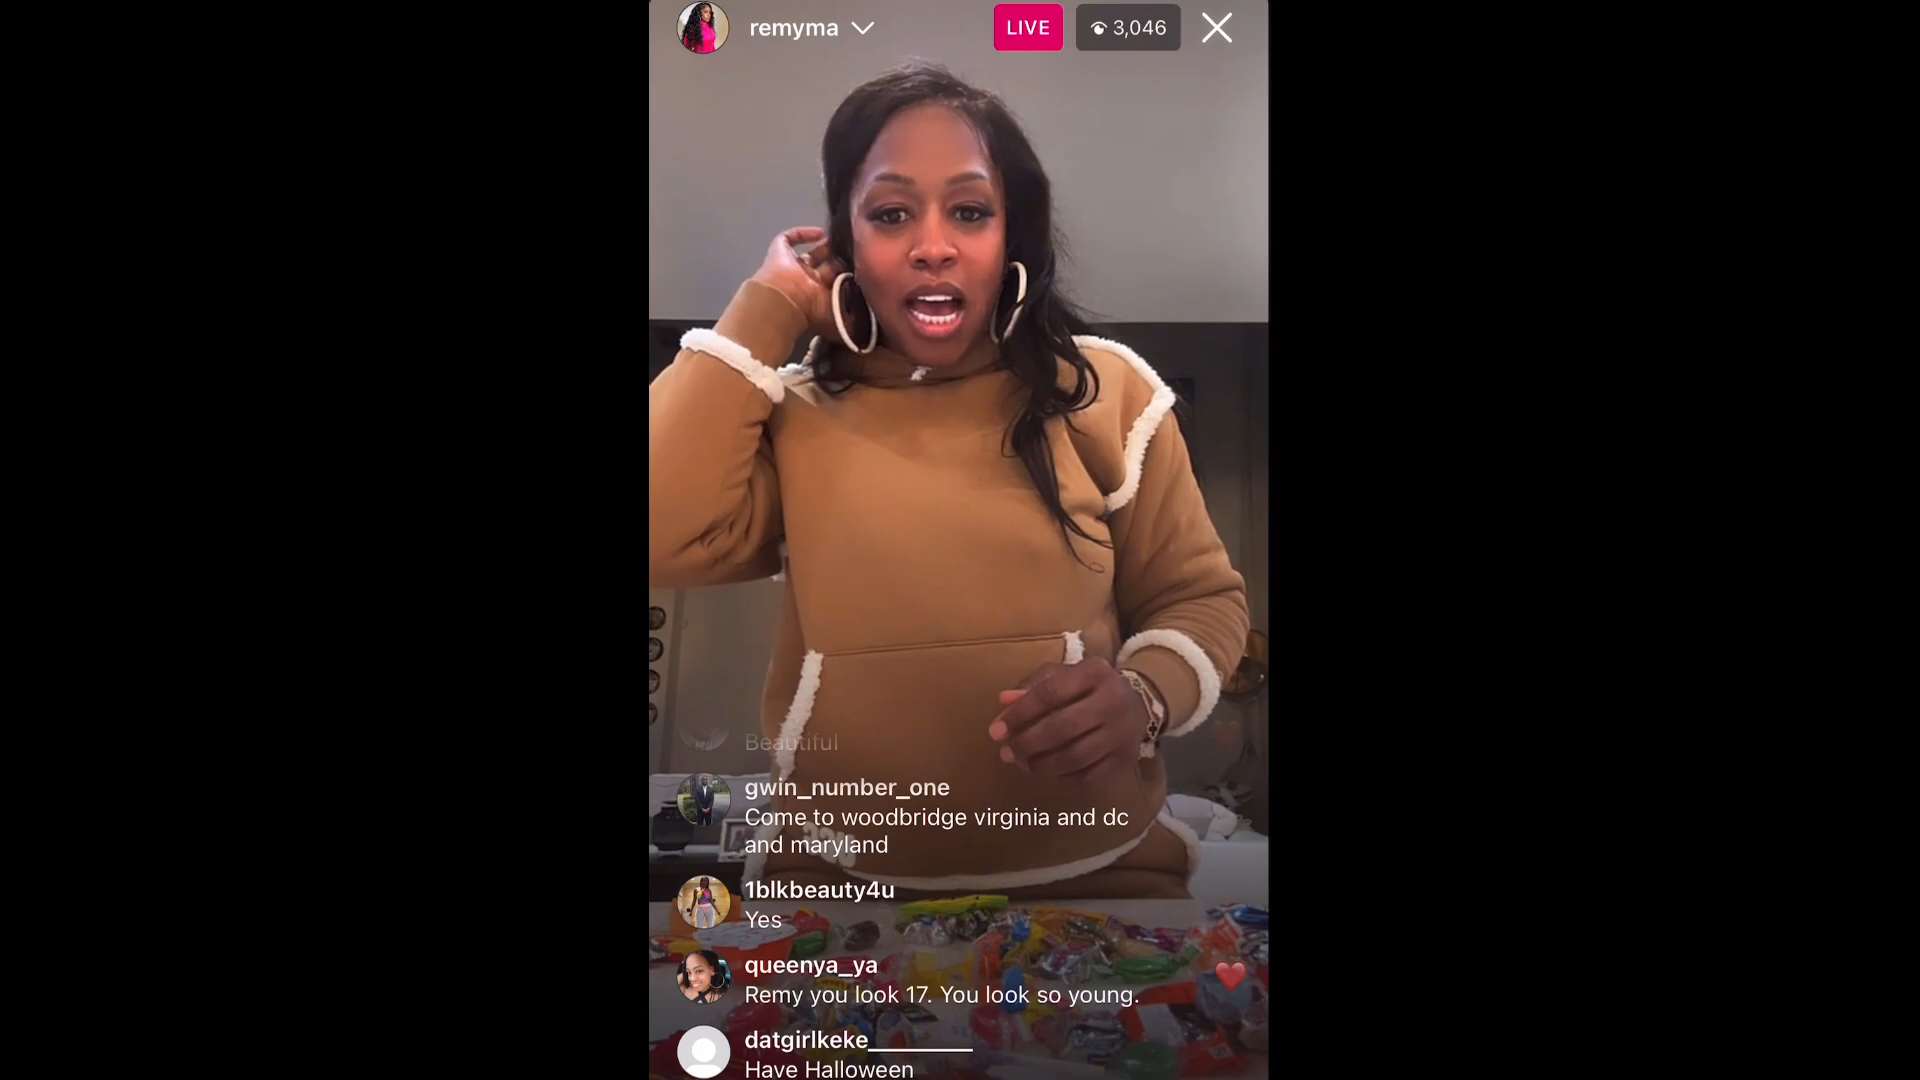 remyma
LIVE
3,046
Beautiful
gwin_number_one
Come to woodbridge virginia and dc
and maryland
1blkbeauty4u
Yes
queenya_ya
Remy you look 17. You look so young.
datgirlkeke________
Have Halloween